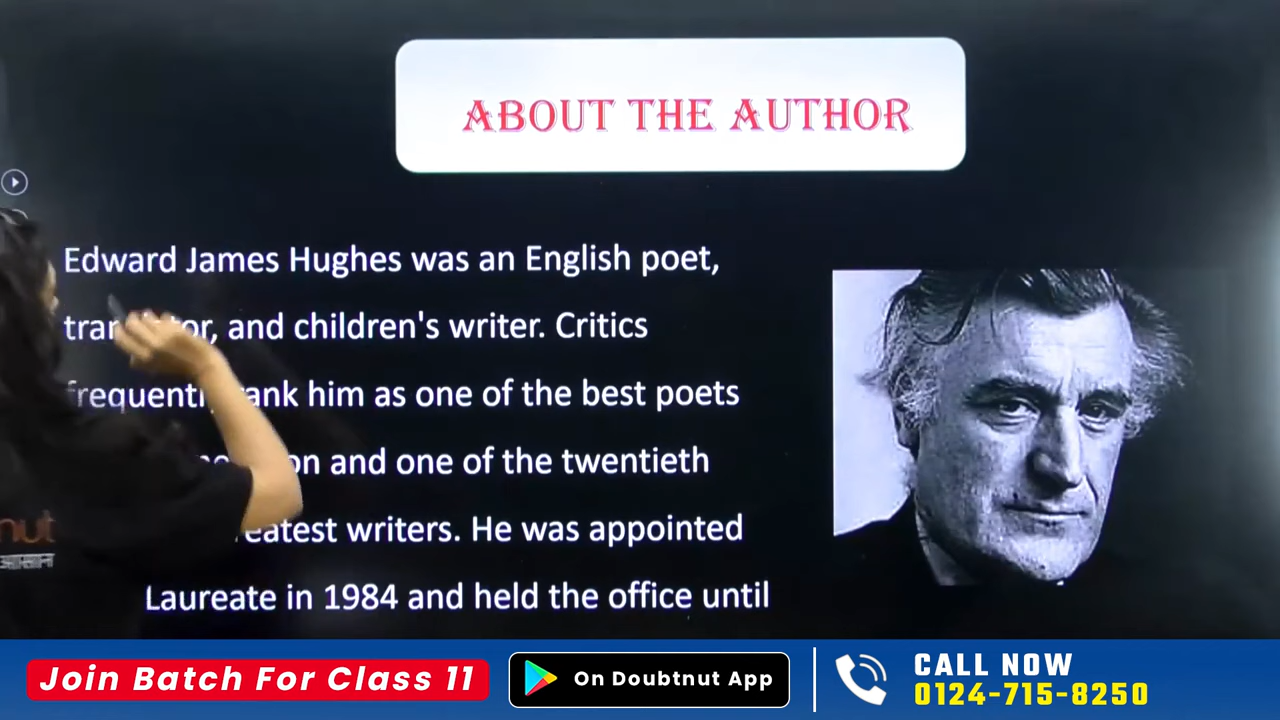 ABOUT THE AUTHOR
Edward James Hughes was an English poet,
and children's writer. Critics
him as one of the best poets
and one of the twentieth
writers. He was appointed
Laureate in 1984 and held the office until
nut
Join Batch For Class 11
On Doubtnut App
CALL NOW
0124-715-8250